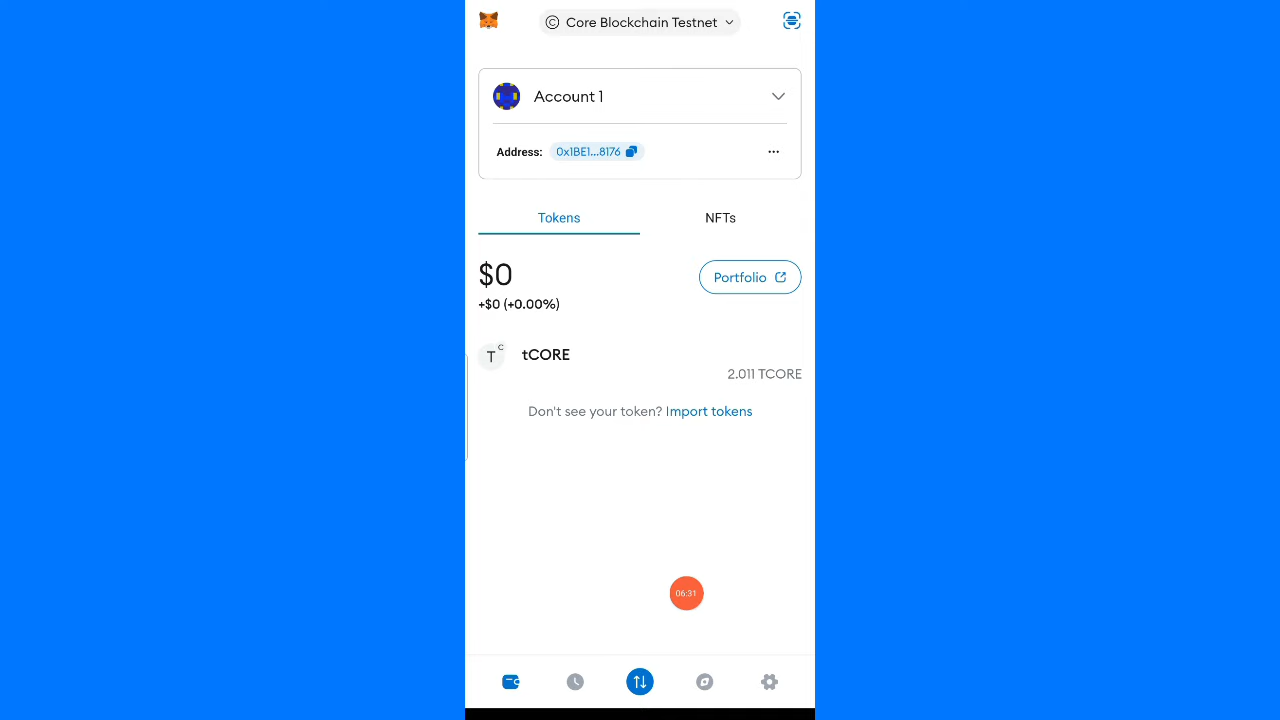 Core Blockchain Testnet
Account 1
Address: 0x1BE1...8176
Tokens NFTs
$0
Portfolio
+$0 (+0.00%)
T C
tCORE
2.011 TCORE
Don't see your token? Import tokens
06:31